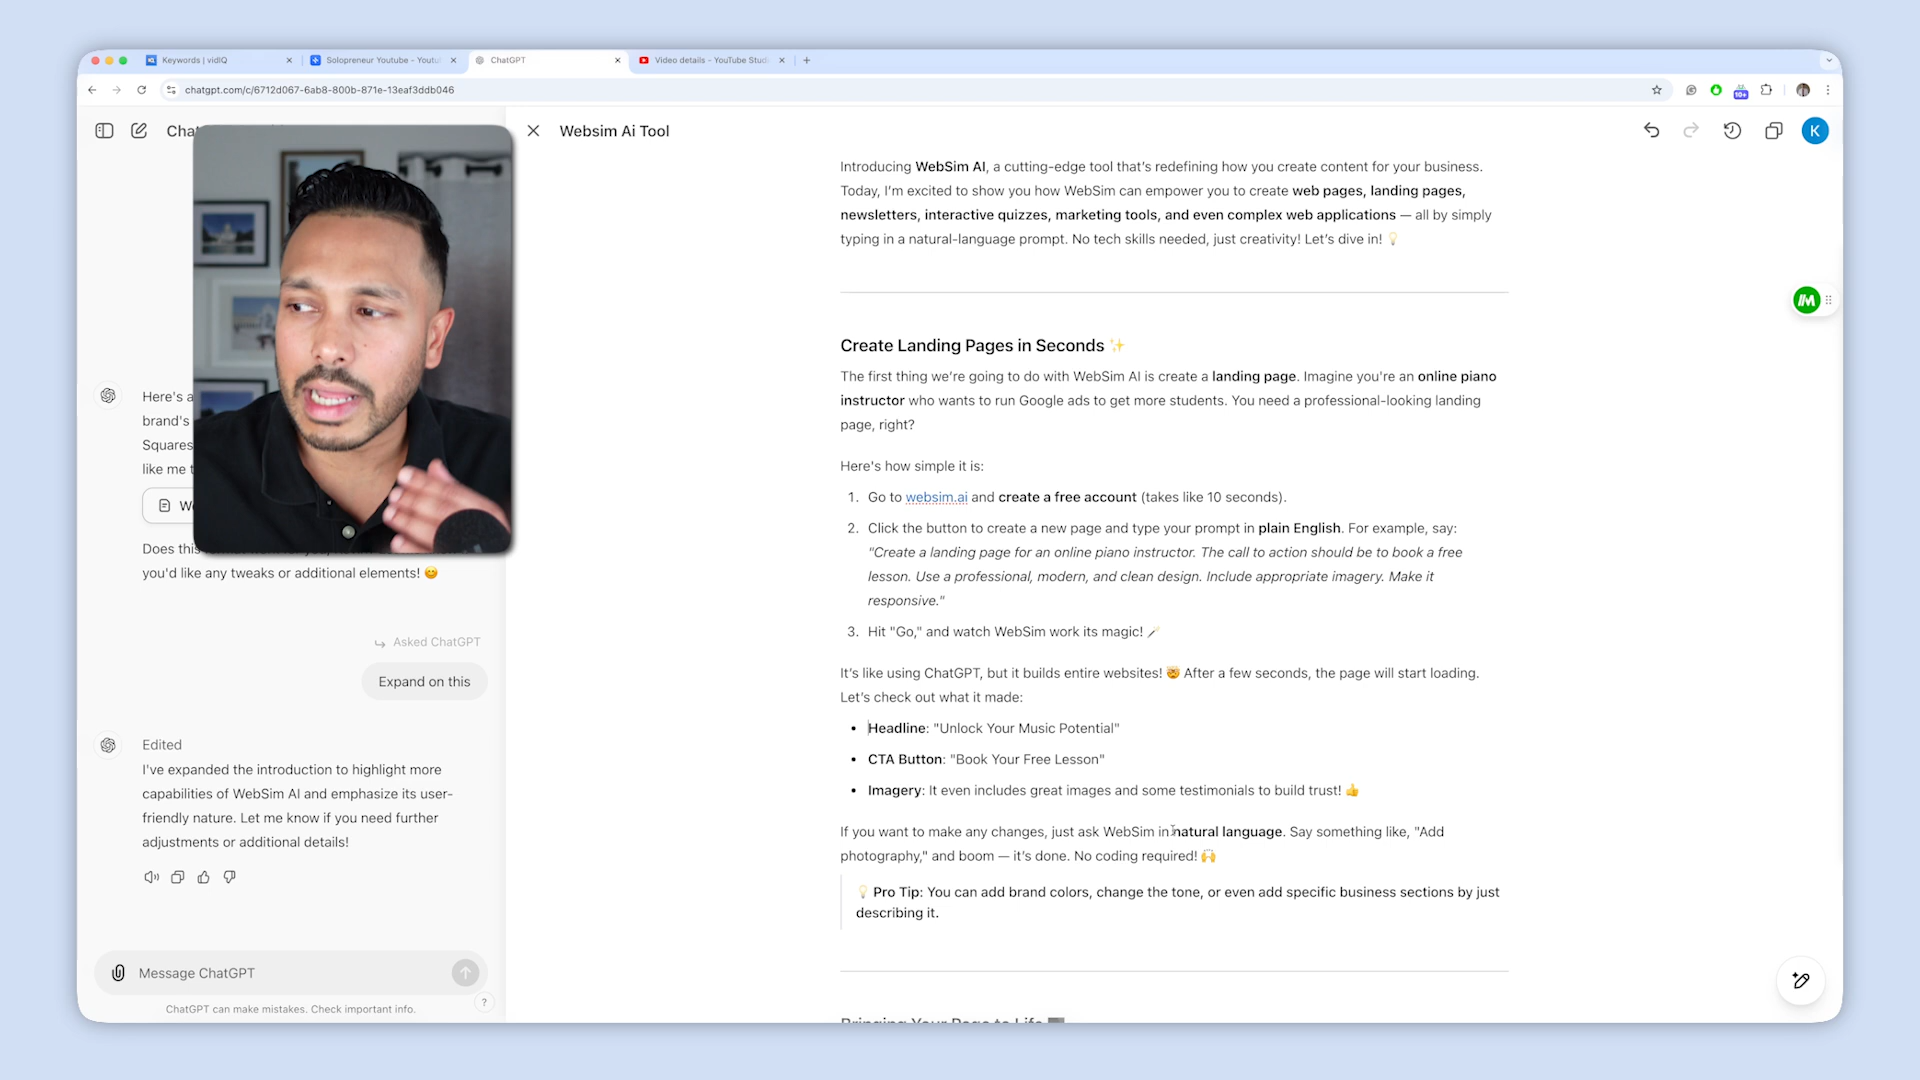 Keywords | vidIQ
Solopreneur Youtube - Youtu
ChatGPT
Video details - YouTube Stud
chatgpt.com/c/6712d067-6ab8-800b-871e-13eaf3ddb046
10+
Websim Ai Tool
K
Introducing WebSim AI, a cutting-edge tool that's redefining how you create content for your business.
Today, I'm excited to show you how WebSim can empower you to create web pages, landing pages,
newsletters, interactive quizzes, marketing tools, and even complex web applications — all by simply
typing in a natural-language prompt. No tech skills needed, just creativity! Let's dive in! 💡
Create Landing Pages in Seconds ✨
The first thing we're going to do with WebSim AI is create a landing page. Imagine you're an online piano
instructor who wants to run Google ads to get more students. You need a professional-looking landing
page, right?
Here's how simple it is:
1. Go to websim.ai and create a free account (takes like 10 seconds).
2. Click the button to create a new page and type your prompt in plain English. For example, say:
"Create a landing page for an online piano instructor. The call to action should be to book a free
lesson. Use a professional, modern, and clean design. Include appropriate imagery. Make it
responsive."
3. Hit "Go," and watch WebSim work its magic! 🪄
It's like using ChatGPT, but it builds entire websites! 🤯 After a few seconds, the page will start loading.
Let's check out what it made:
• Headline: "Unlock Your Music Potential"
• CTA Button: "Book Your Free Lesson"
• Imagery: It even includes great images and some testimonials to build trust! 👍
If you want to make any changes, just ask WebSim in natural language. Say something like, "Add
photography," and boom — it's done. No coding required! 🙌
💡 Pro Tip: You can add brand colors, change the tone, or even add specific business sections by just
describing it.
Bringing Your Page to Life
Here's a
brand's
Squares
like me t
Does this
you'd like any tweaks or additional elements! 😊
Asked ChatGPT
Expand on this
Edited
I've expanded the introduction to highlight more
capabilities of WebSim AI and emphasize its user-
friendly nature. Let me know if you need further
adjustments or additional details!
Message ChatGPT
ChatGPT can make mistakes. Check important info.
?